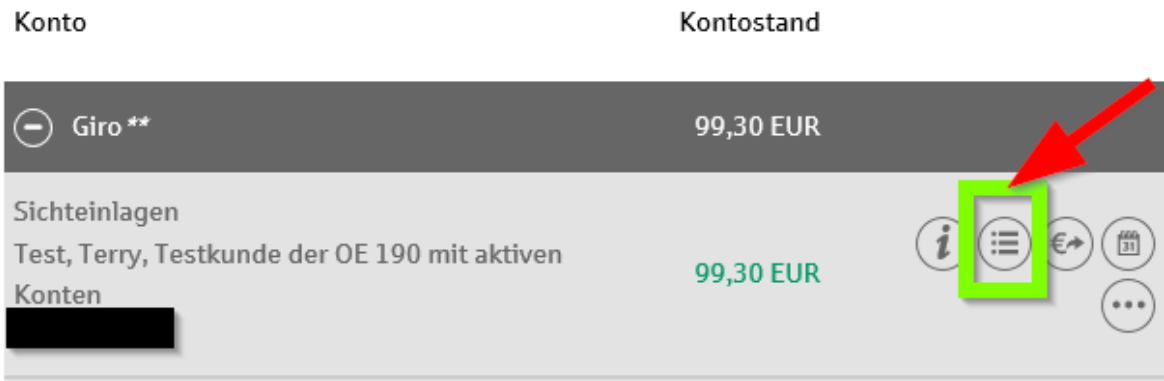 Konto Kontostand
Giro ** 99,30 EUR
Sichteinlagen
Test, Terry, Testkunde der OE 190 mit aktiven
Konten
99,30 EUR
i
€
31